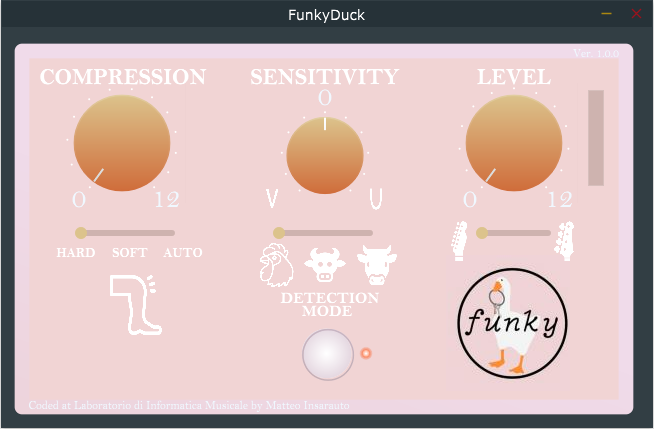 FunkyDuck
Ver: 1.0.0
COMPRESSION
SENSITIVITY
LEVEL
0
0 12
V U
0 12
HARD SOFT AUTO
DETECTION
MODE
funky
Coded at Laboratorio di Informatica Musicale by Matteo Insarauto